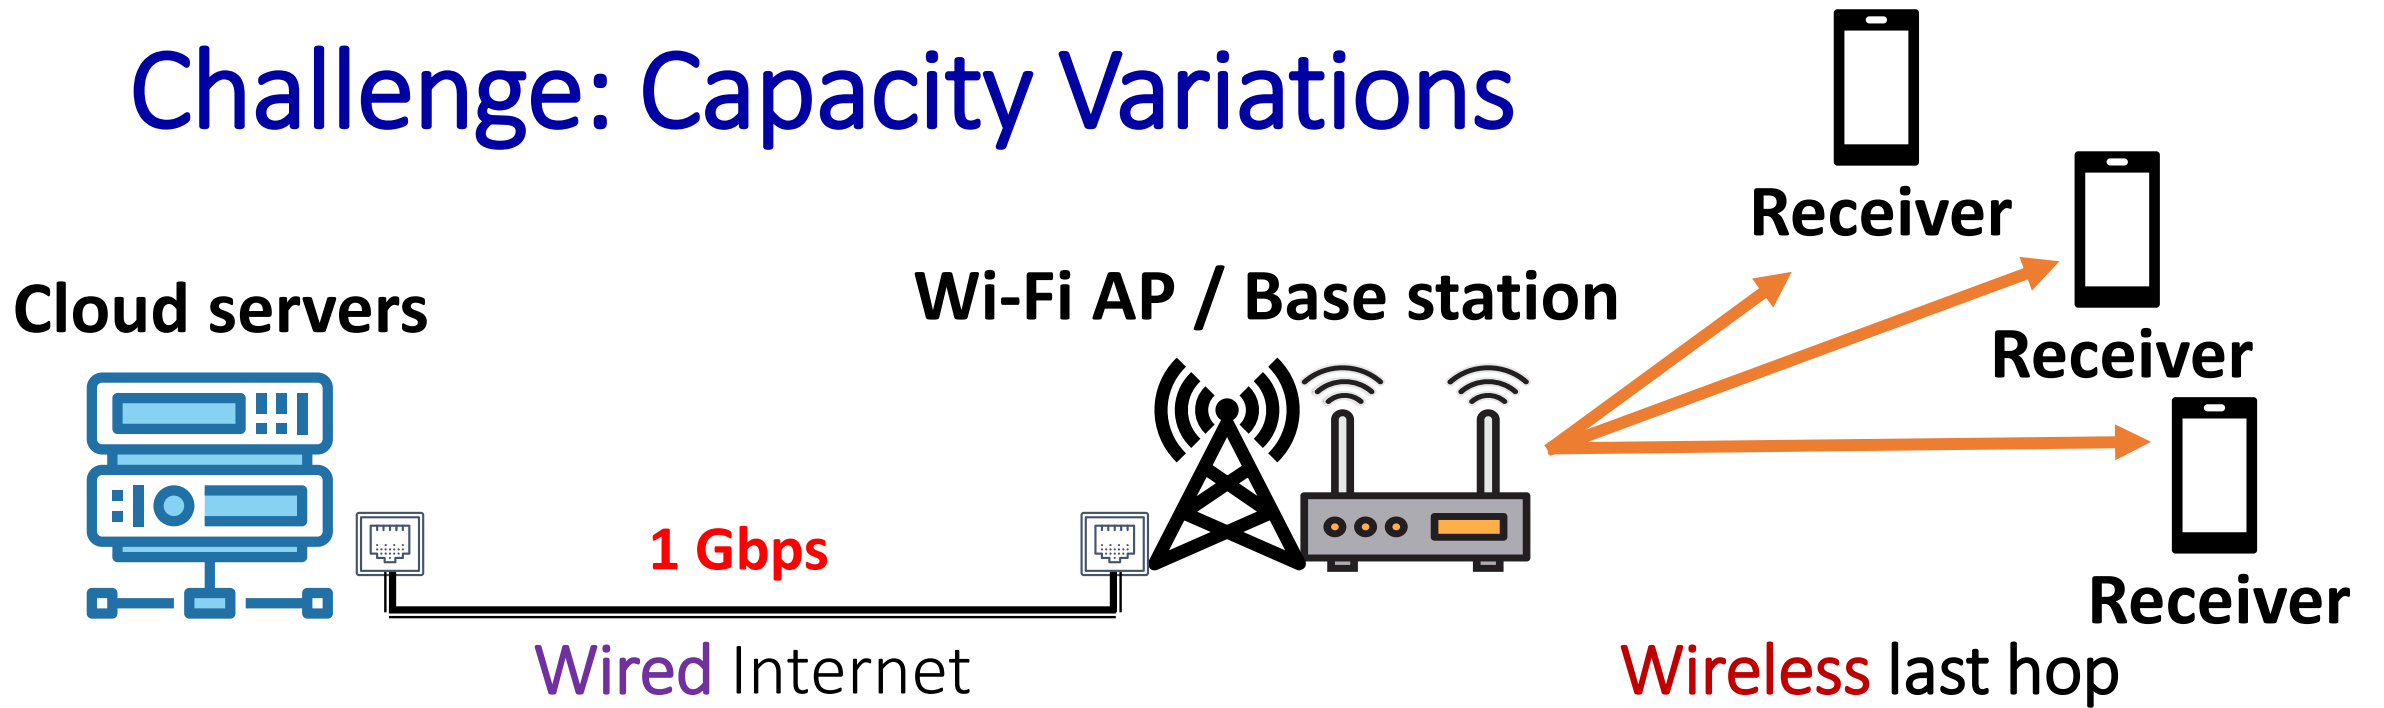 Challenge: Capacity Variations
Receiver
Receiver
Receiver
Cloud servers
Wi-Fi AP / Base station
1 Gbps
Wired Internet
Wireless last hop